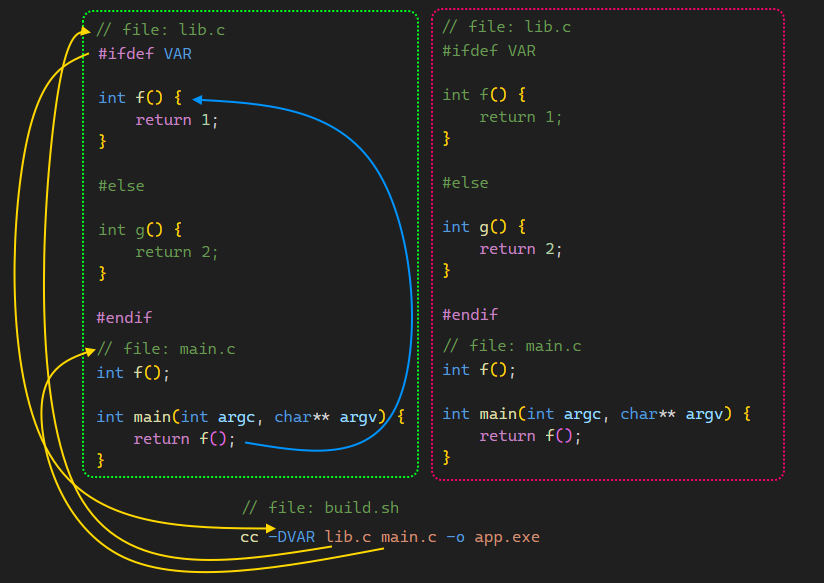 // file: lib.c
#ifdef VAR
int f() {
return 1;
}
#else
int g() {
return 2;
}
#endif
// file: main.c
int f();
int main(int argc, char** argv) {
return f();
}
// file: lib.c
#ifdef VAR
int f() {
return 1;
}
#else
int g() {
return 2;
}
#endif
// file: main.c
int f();
int main(int argc, char** argv) {
return f();
}
// file: build.sh
cc -DVAR lib.c main.c -o app.exe